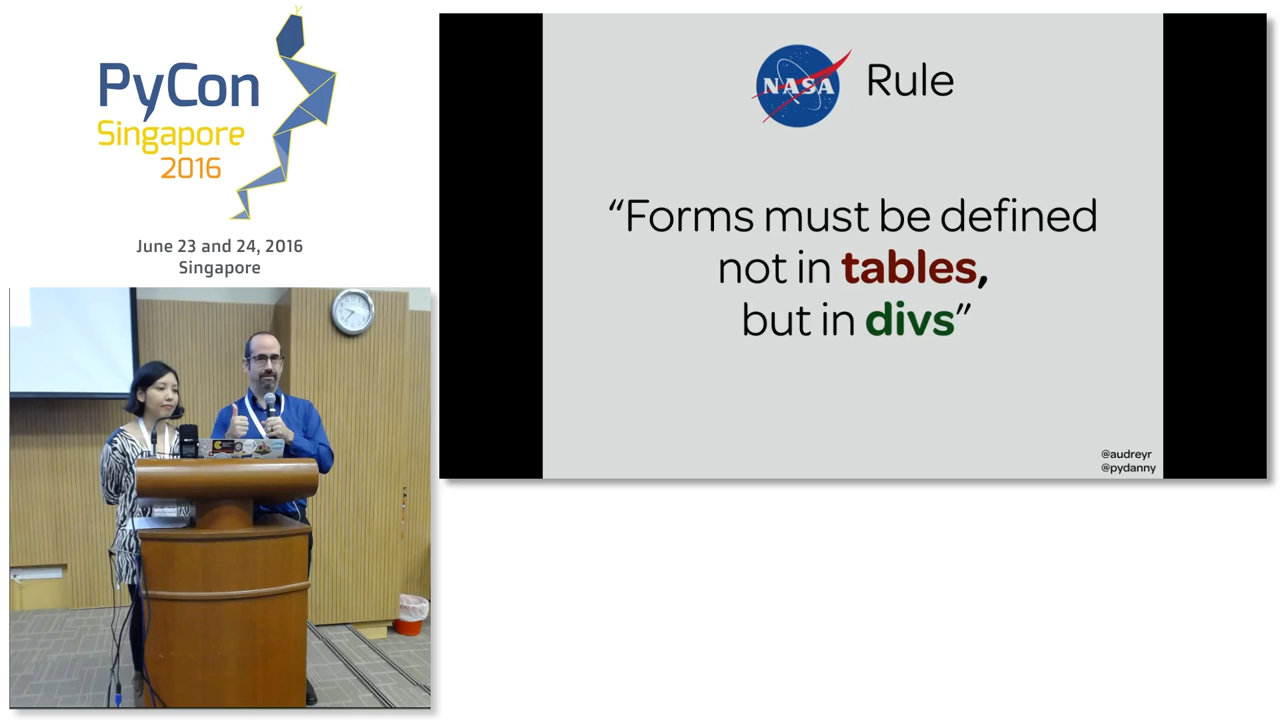 PyCon
Singapore
2016
June 23 and 24, 2016
Singapore
NASA Rule
“Forms must be defined
not in tables,
but in divs”
@audreyr
@pydanny